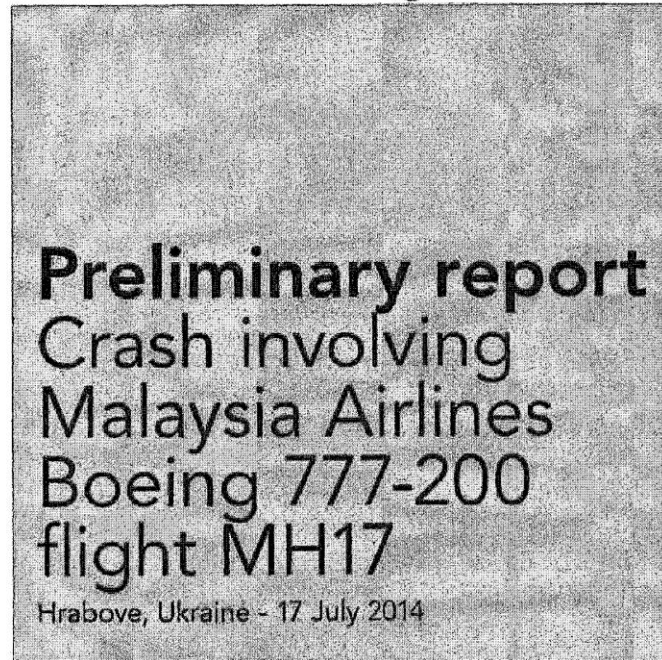 Preliminary report
Crash involving
Malaysia Airlines
Boeing 777-200
flight MH17
Hrabove, Ukraine - 17 July 2014